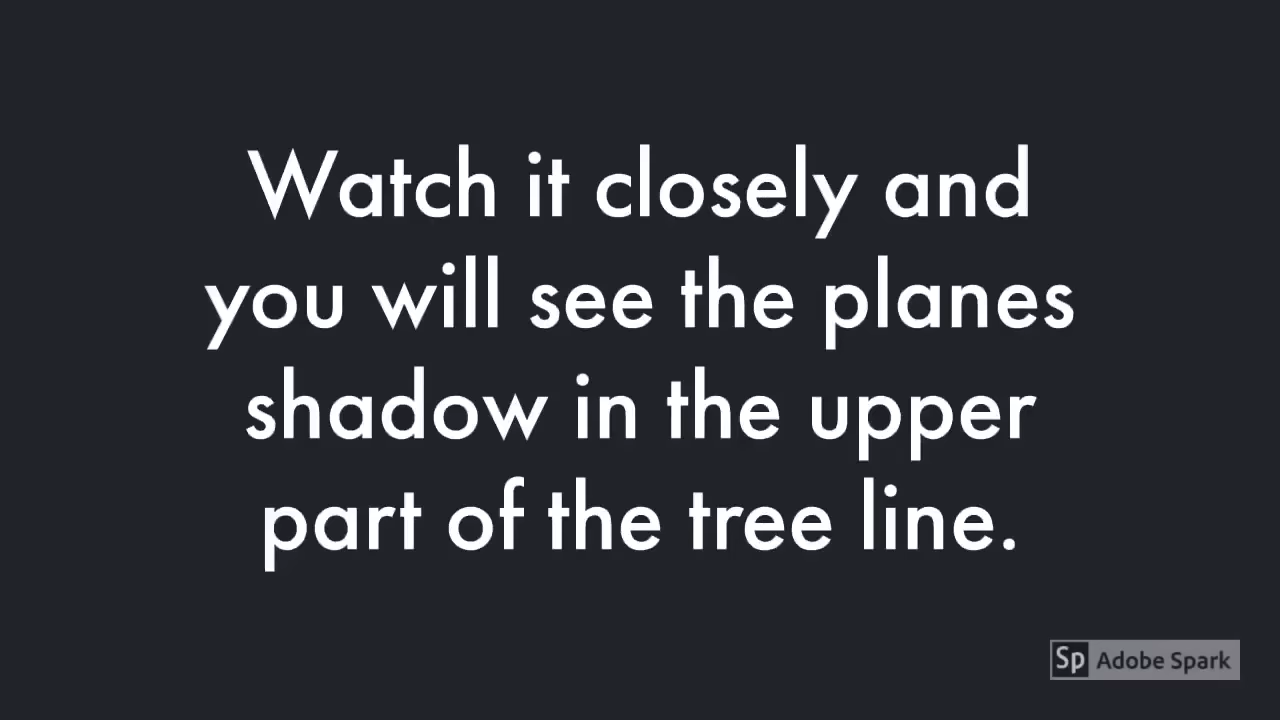 Watch it closely and
you will see the planes
shadow in the upper
part of the tree line.
Sp Adobe Spark